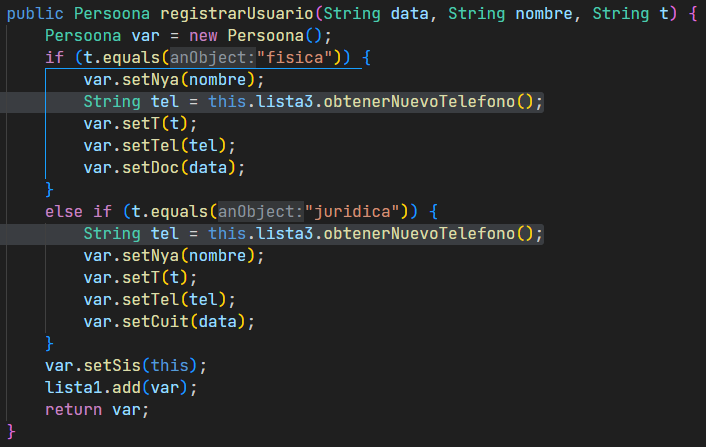 public Persoona registrarUsuario(String data, String nombre, String t) {
    Persoona var = new Persoona();
    if (t.equals(anObject:"fisica")) {
        var.setNya(nombre);
        String tel = this.lista3.obtenerNuevoTelefono();
        var.setT(t);
        var.setTel(tel);
        var.setDoc(data);
    }
    else if (t.equals(anObject:"juridica")) {
        String tel = this.lista3.obtenerNuevoTelefono();
        var.setNya(nombre);
        var.setT(t);
        var.setTel(tel);
        var.setCuit(data);
    }
    var.setSis(this);
    lista1.add(var);
    return var;
}